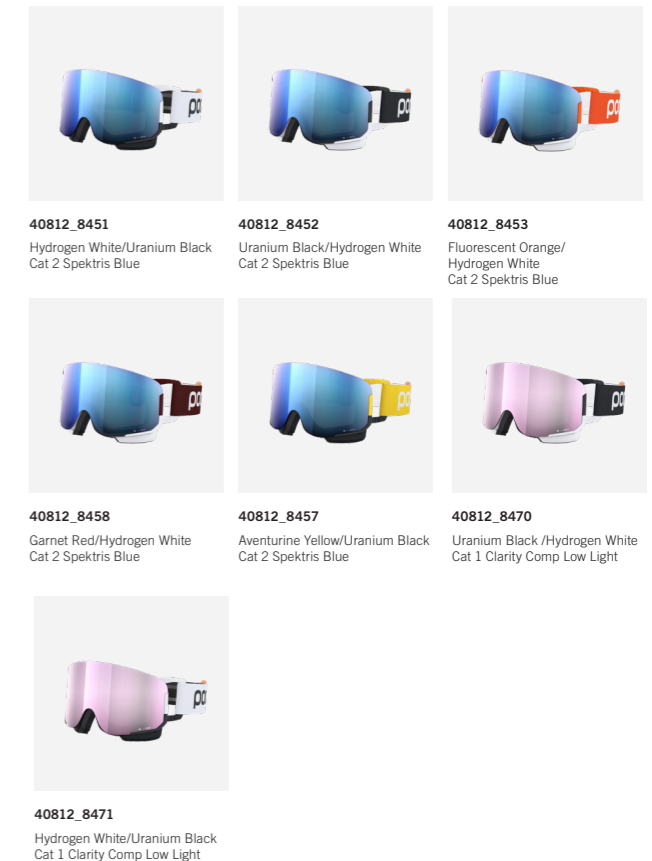 40812_8451
Hydrogen White/Uranium Black
Cat 2 Spektris Blue
40812_8452
Uranium Black/Hydrogen White
Cat 2 Spektris Blue
40812_8453
Fluorescent Orange/
Hydrogen White
Cat 2 Spektris Blue
40812_8458
Garnet Red/Hydrogen White
Cat 2 Spektris Blue
40812_8457
Aventurine Yellow/Uranium Black
Cat 2 Spektris Blue
40812_8470
Uranium Black /Hydrogen White
Cat 1 Clarity Comp Low Light
40812_8471
Hydrogen White/Uranium Black
Cat 1 Clarity Comp Low Light